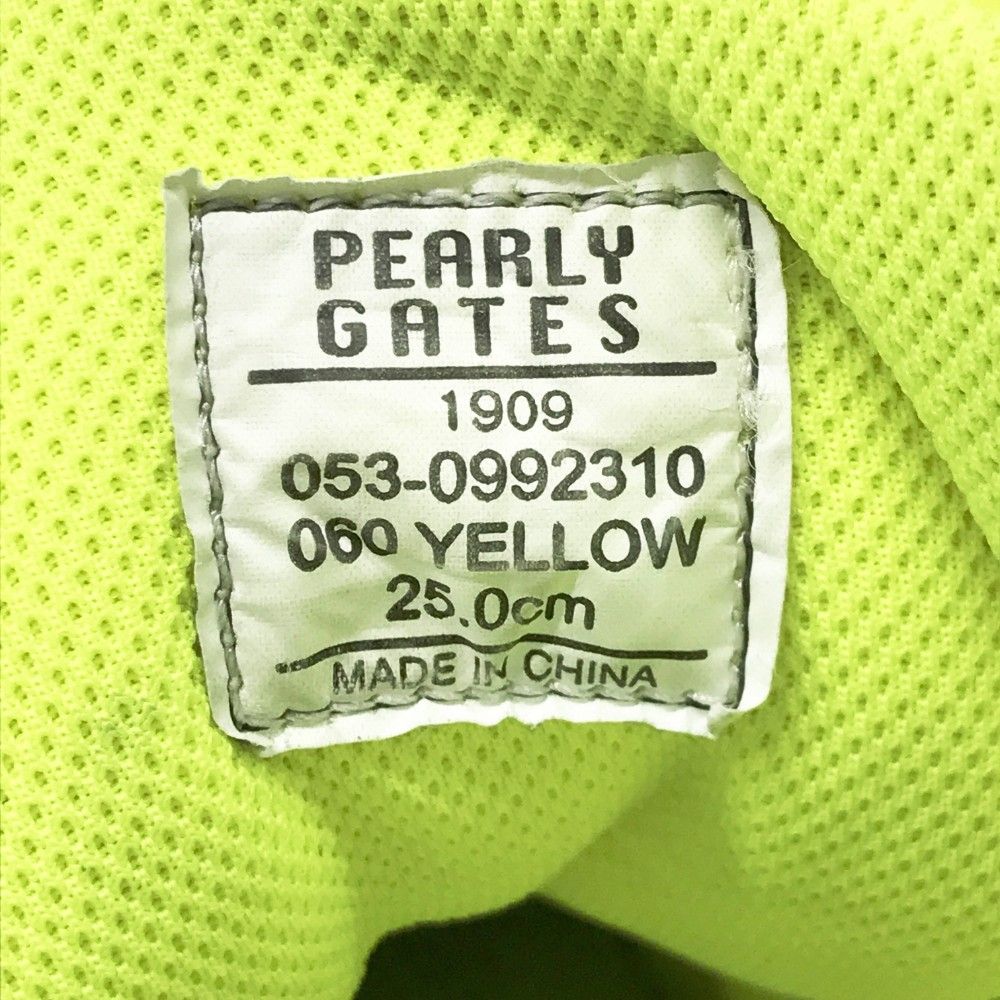 PEARLY
GATES
1909
053-0992310
060 YELLOW
25.0cm
MADE IN CHINA